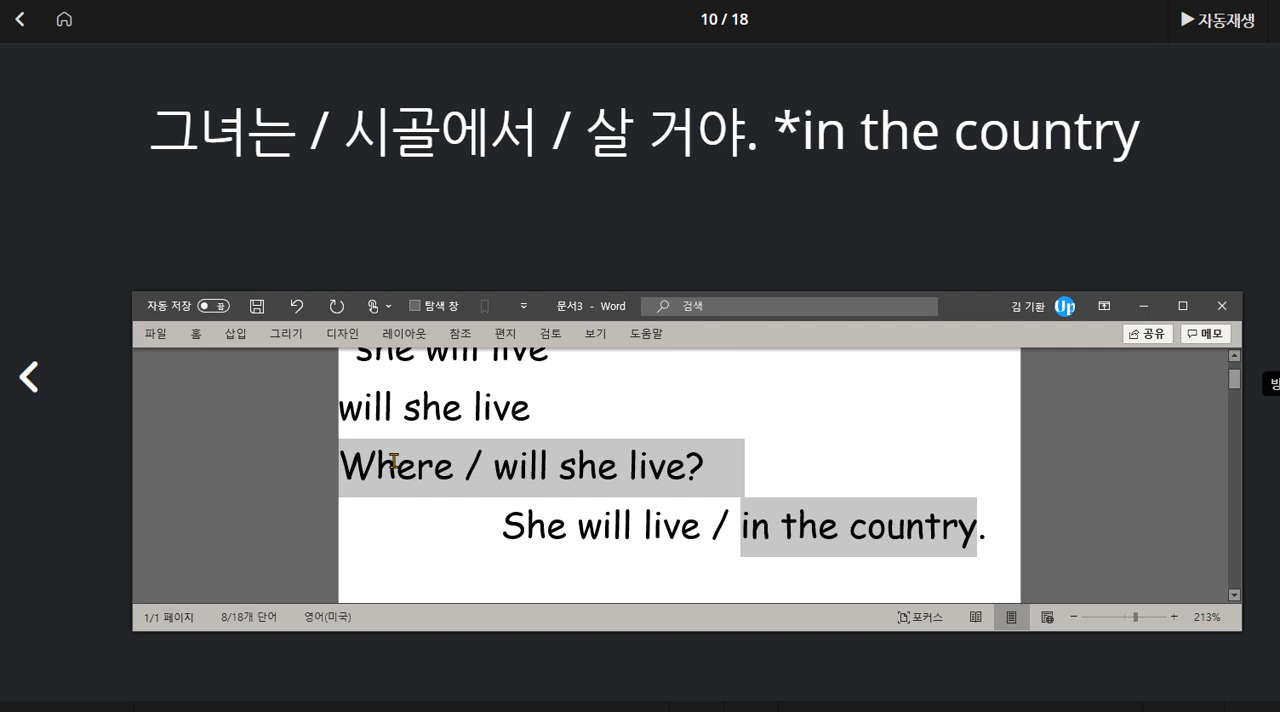 10 / 18
▶ 자동재생
그녀는 / 시골에서 / 살 거야. *in the country
자동 저장 끔 탐색 창 문서3 - Word 검색 김 기환 Up
파일 홈 삽입 그리기 디자인 레이아웃 참조 편지 검토 보기 도움말 공유 메모
she will live
will she live
Where / will she live?
She will live / in the country.
1/1 페이지 8/18개 단어 영어(미국) 포커스 213%